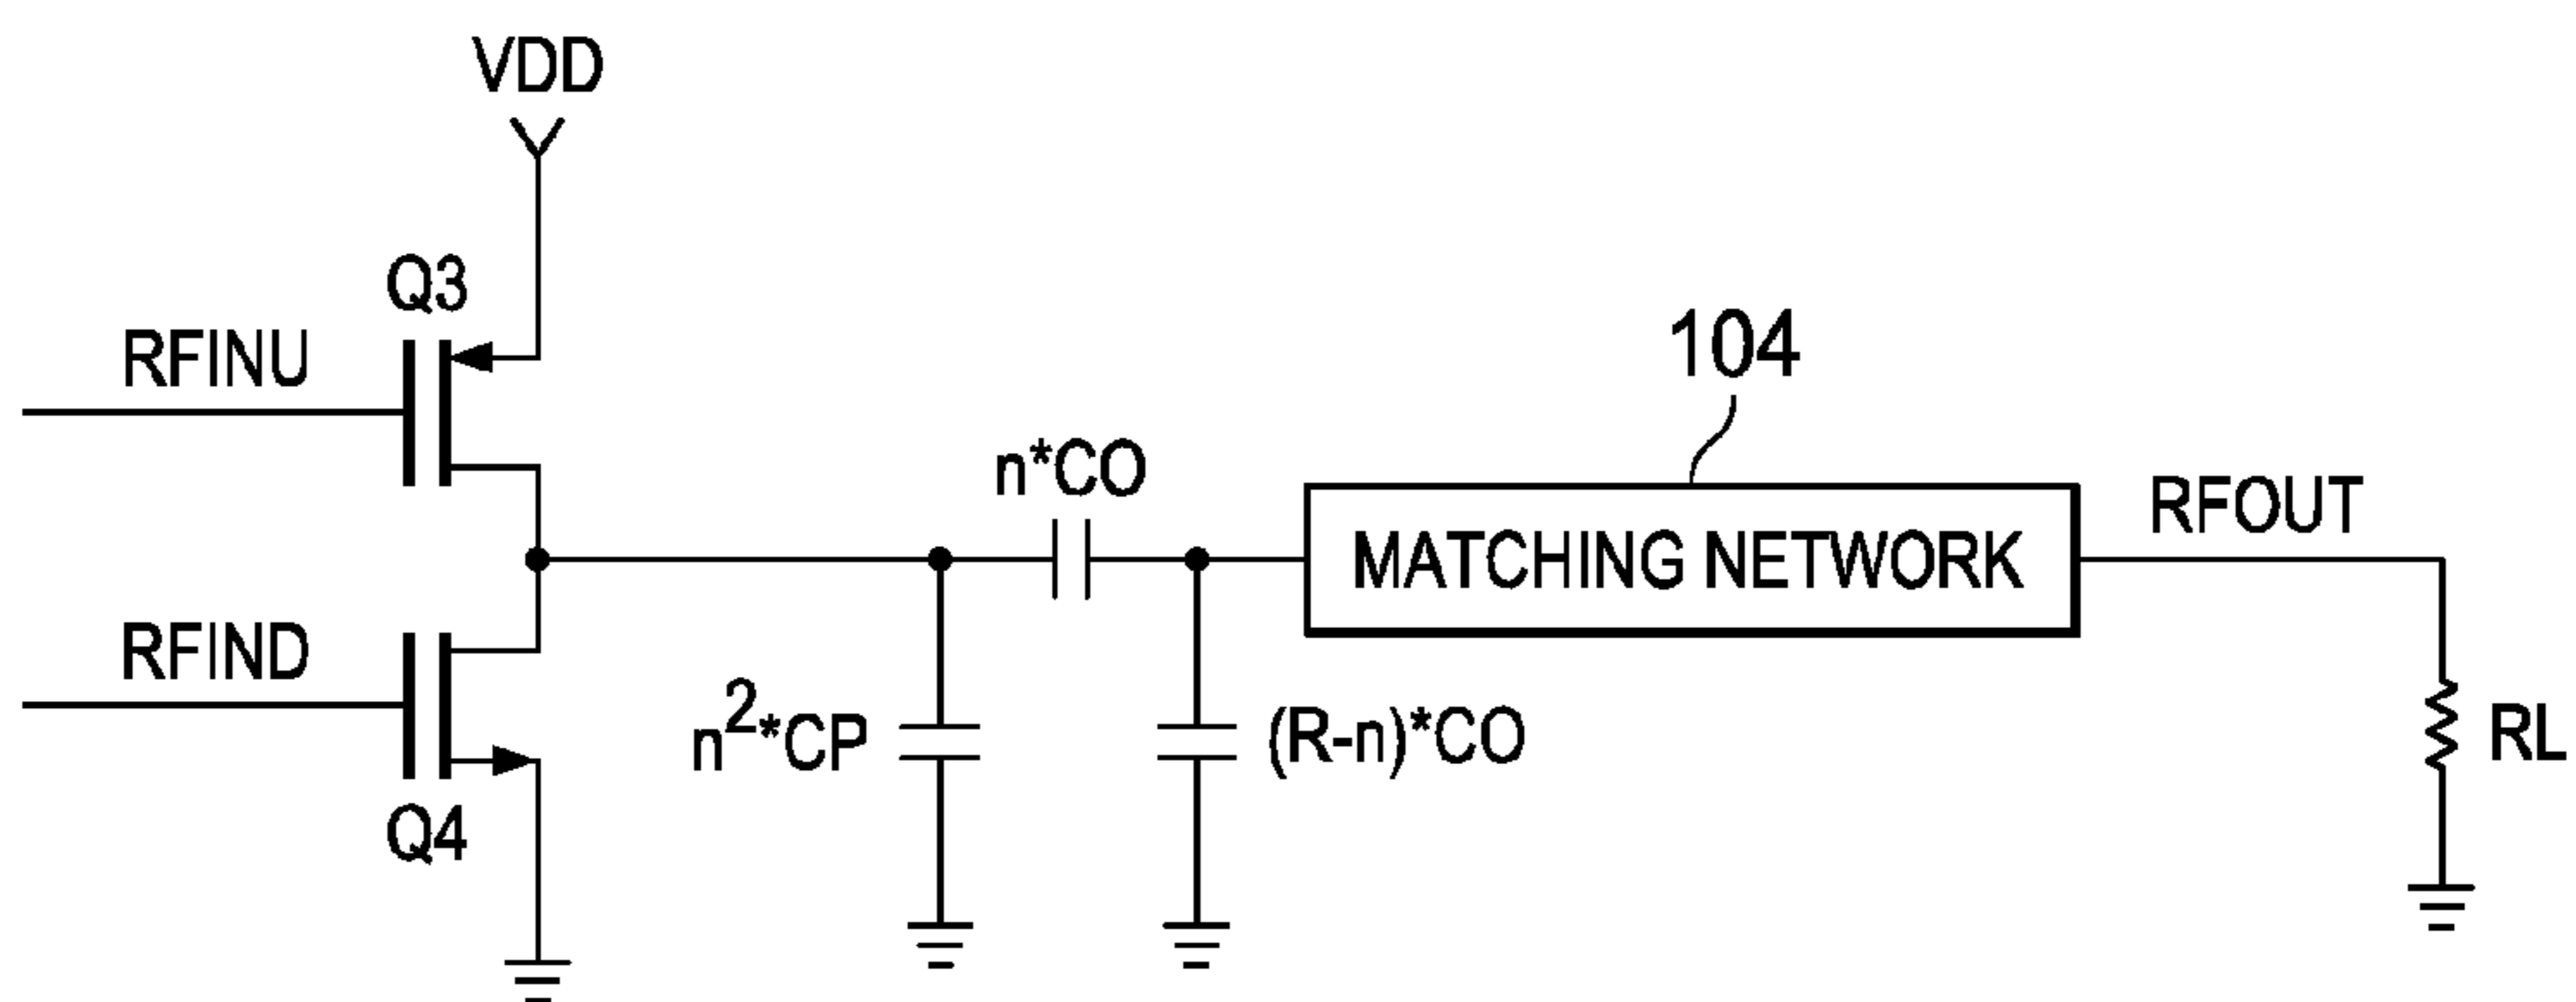 VDD
Q3
RFINU
104
n*CO
MATCHING NETWORK
RFOUT
RFIND
n²*CP
(R-n)*CO
RL
Q4